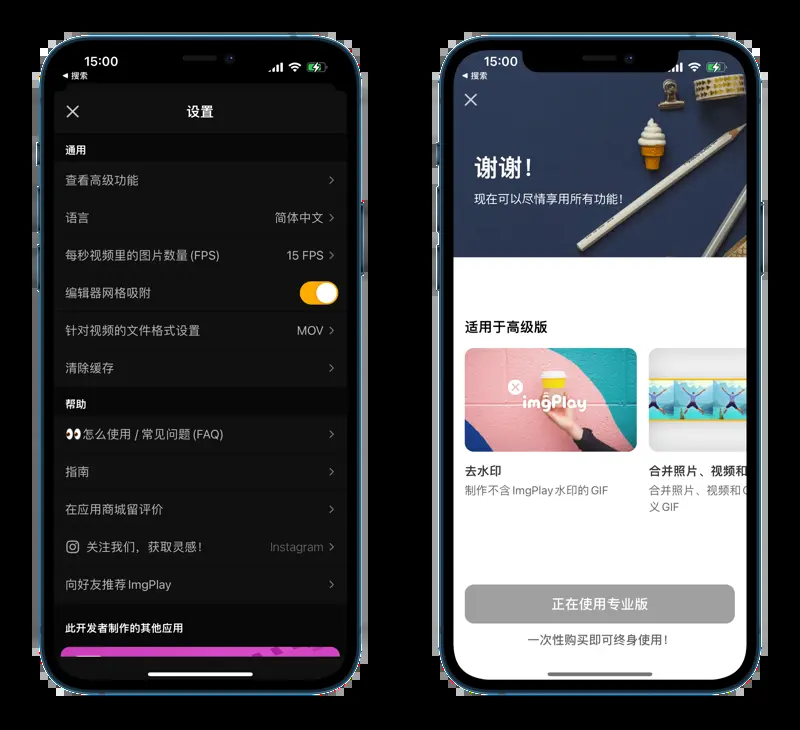 15:00
◀ 搜索
设置
通用
查看高级功能
语言 简体中文
每秒视频里的图片数量 (FPS) 15 FPS
编辑器网格吸附
针对视频的文件格式设置 MOV
清除缓存
帮助
👀怎么使用 / 常见问题 (FAQ)
指南
在应用商城留评价
关注我们，获取灵感！ Instagram
向好友推荐 ImgPlay
此开发者制作的其他应用
15:00
◀ 搜索
谢谢！
现在可以尽情享用所有功能！
适用于高级版
imgPlay
去水印
制作不含 ImgPlay 水印的 GIF
合并照片、视频和
合并照片、视频和
义 GIF
正在使用专业版
一次性购买即可终身使用！